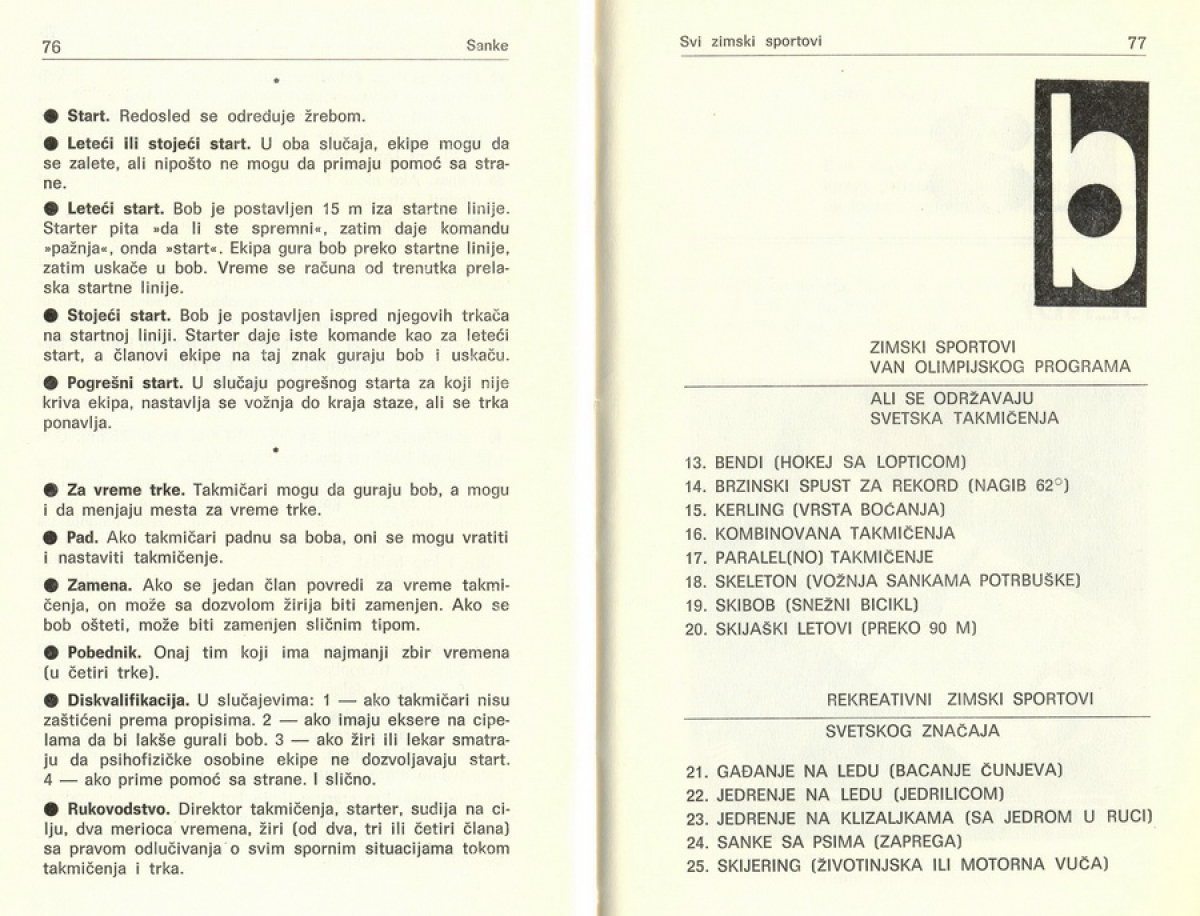 76
Sanke
● Start. Redosled se određuje žrebom.
● Leteći ili stojeći start. U oba slučaja, ekipe mogu da
se zalete, ali nipošto ne mogu da primaju pomoć sa stra-
ne.
● Leteći start. Bob je postavljen 15 m iza startne linije.
Starter pita »da li ste spremni«, zatim daje komandu
»pažnja«, onda »start«. Ekipa gura bob preko startne linije,
zatim uskače u bob. Vreme se računa od trenutka prela-
ska startne linije.
● Stojeći start. Bob je postavljen ispred njegovih trkača
na startnoj liniji. Starter daje iste komande kao za leteći
start, a članovi ekipe na taj znak guraju bob i uskaču.
● Pogrešni start. U slučaju pogrešnog starta za koji nije
kriva ekipa, nastavlja se vožnja do kraja staze, ali se trka
ponavlja.
● Za vreme trke. Takmičari mogu da guraju bob, a mogu
i da menjaju mesta za vreme trke.
● Pad. Ako takmičari padnu sa boba, oni se mogu vratiti
i nastaviti takmičenje.
● Zamena. Ako se jedan član povredi za vreme takmi-
čenja, on može sa dozvolom žirija biti zamenjen. Ako se
bob ošteti, može biti zamenjen sličnim tipom.
● Pobednik. Onaj tim koji ima najmanji zbir vremena
(u četiri trke).
● Diskvalifikacija. U slučajevima: 1 — ako takmičari nisu
zaštićeni prema propisima. 2 — ako imaju eksere na cipe-
lama da bi lakše gurali bob. 3 — ako žiri ili lekar smatra-
ju da psihofizičke osobine ekipe ne dozvoljavaju start.
4 — ako prime pomoć sa strane. I slično.
● Rukovodstvo. Direktor takmičenja, starter, sudija na ci-
lju, dva merioca vremena, žiri (od dva, tri ili četiri člana)
sa pravom odlučivanja o svim spornim situacijama tokom
takmičenja i trka.
Svi zimski sportovi
77
b
ZIMSKI SPORTOVI
VAN OLIMPIJSKOG PROGRAMA
ALI SE ODRŽAVAJU
SVETSKA TAKMIČENJA
13. BENDI (HOKEJ SA LOPTICOM)
14. BRZINSKI SPUST ZA REKORD (NAGIB 62°)
15. KERLING (VRSTA BOĆANJA)
16. KOMBINOVANA TAKMIČENJA
17. PARALEL(NO) TAKMIČENJE
18. SKELETON (VOŽNJA SANKAMA POTRBUŠKE)
19. SKIBOB (SNEŽNI BICIKL)
20. SKIJAŠKI LETOVI (PREKO 90 M)
REKREATIVNI ZIMSKI SPORTOVI
SVETSKOG ZNAČAJA
21. GAĐANJE NA LEDU (BACANJE ČUNJEVA)
22. JEDRENJE NA LEDU (JEDRILICOM)
23. JEDRENJE NA KLIZALJKAMA (SA JEDROM U RUCI)
24. SANKE SA PSIMA (ZAPREGA)
25. SKIJERING (ŽIVOTINJSKA ILI MOTORNA VUČA)